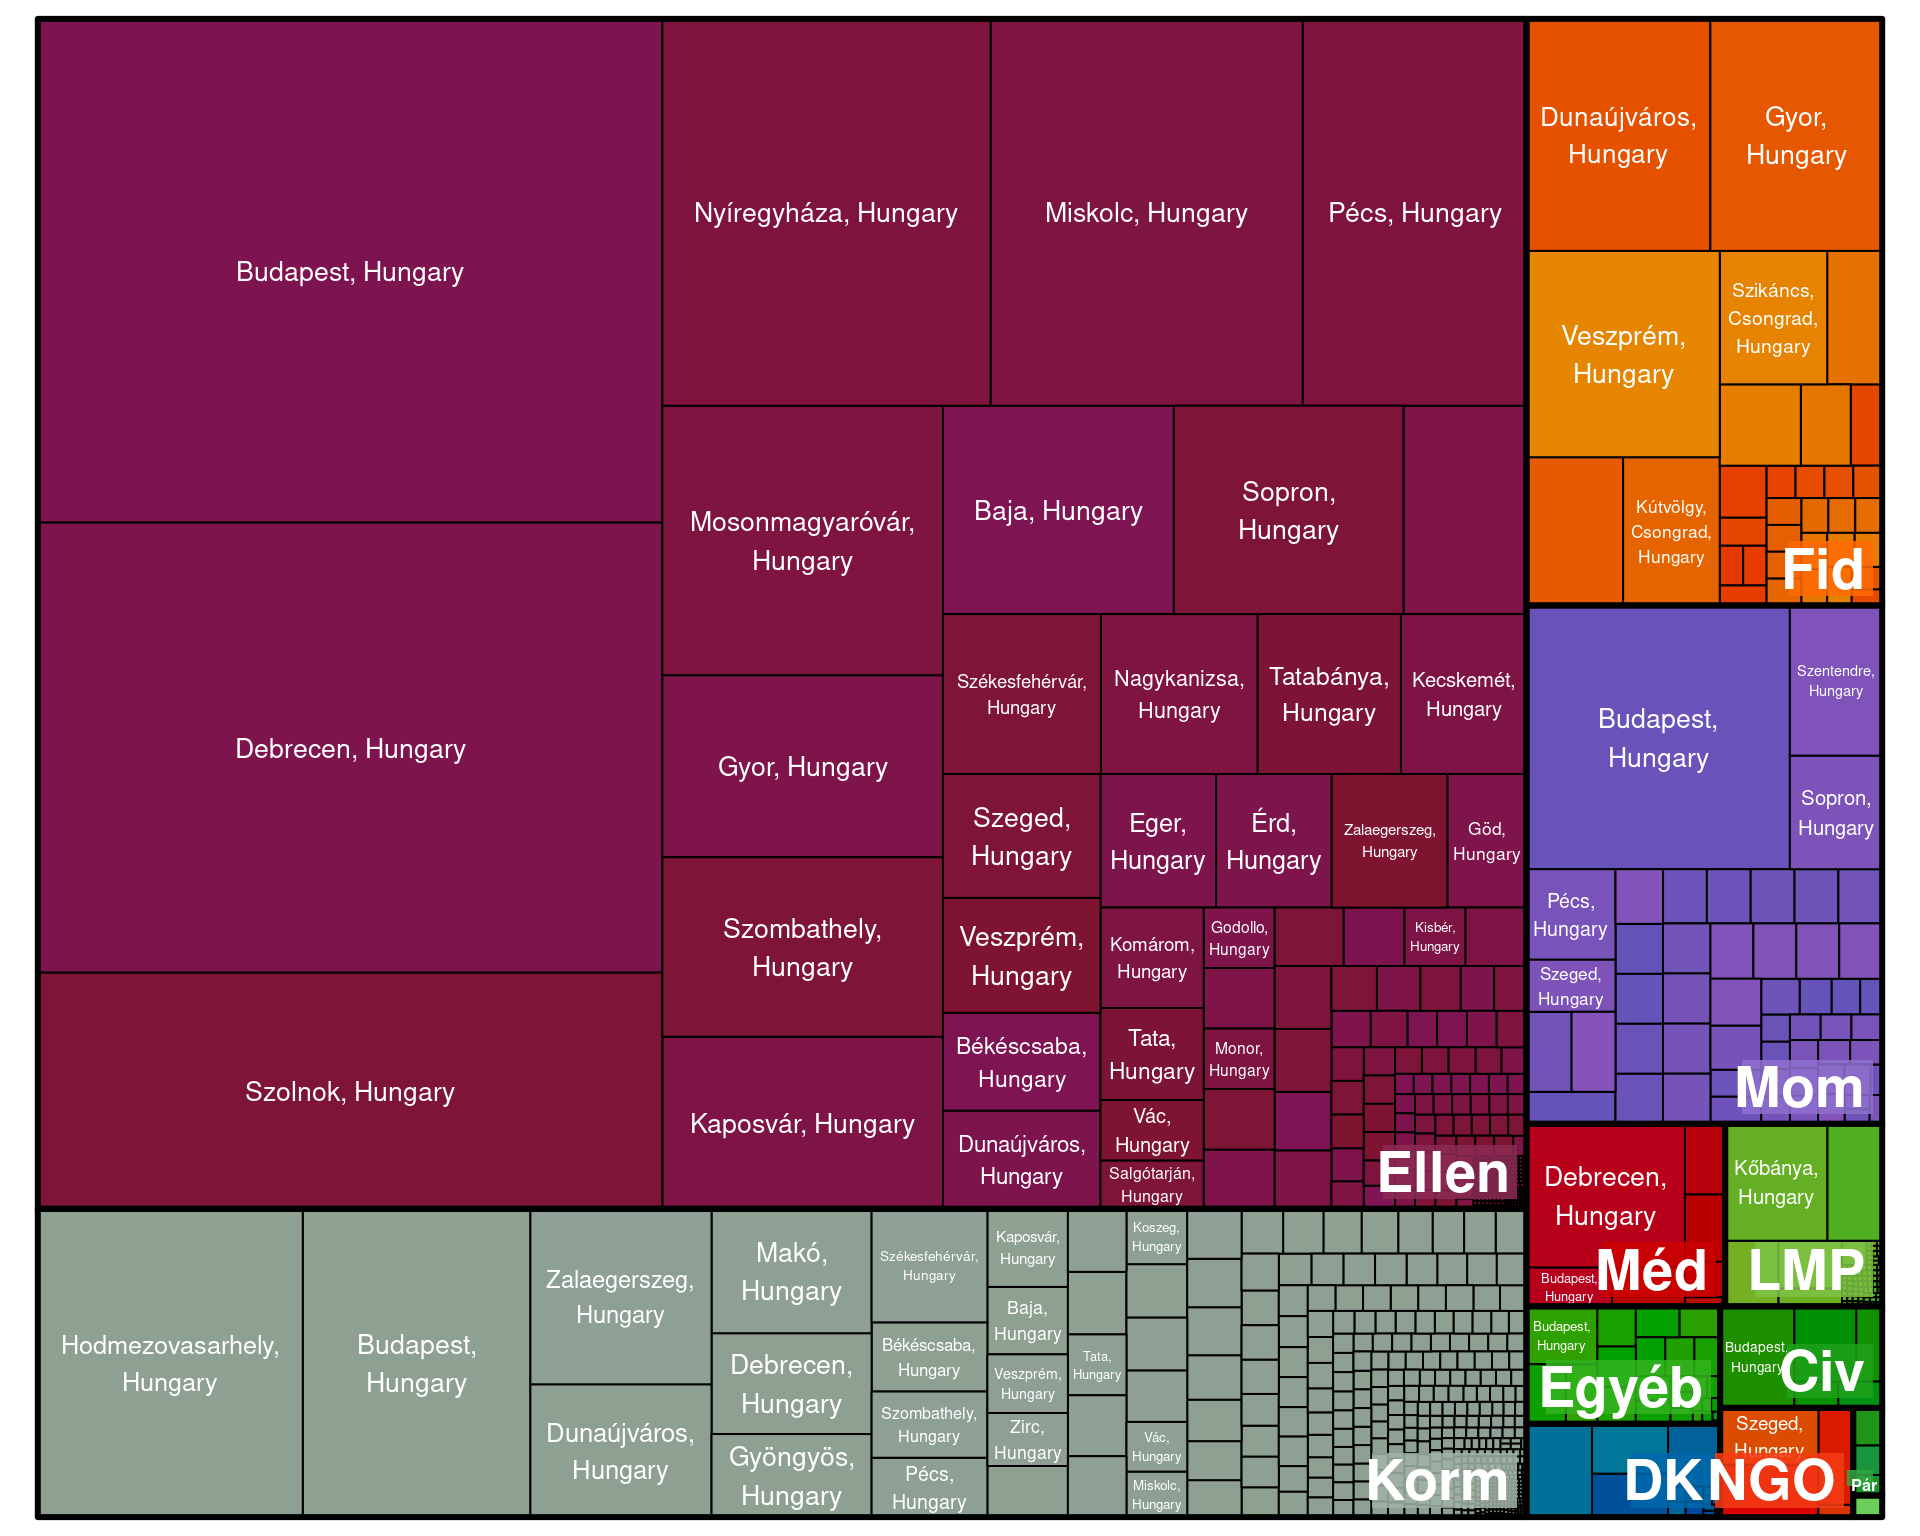 Budapest, Hungary
Debrecen, Hungary
Szolnok, Hungary
Nyíregyháza, Hungary
Miskolc, Hungary
Pécs, Hungary
Mosonmagyaróvár,
Hungary
Gyor, Hungary
Szombathely,
Hungary
Kaposvár, Hungary
Baja, Hungary
Sopron,
Hungary
Székesfehérvár,
Hungary
Nagykanizsa,
Hungary
Tatabánya,
Hungary
Kecskemét,
Hungary
Szeged,
Hungary
Veszprém,
Hungary
Békéscsaba,
Hungary
Dunaújváros,
Hungary
Eger,
Hungary
Érd,
Hungary
Zalaegerszeg,
Hungary
Göd,
Hungary
Komárom,
Hungary
Tata,
Hungary
Vác,
Hungary
Salgótarján,
Hungary
Godollo,
Hungary
Monor,
Hungary
Kisbér,
Hungary
Ellen
Hodmezovasarhely,
Hungary
Budapest,
Hungary
Zalaegerszeg,
Hungary
Dunaújváros,
Hungary
Makó,
Hungary
Debrecen,
Hungary
Gyöngyös,
Hungary
Székesfehérvár,
Hungary
Békéscsaba,
Hungary
Szombathely,
Hungary
Pécs,
Hungary
Kaposvár,
Hungary
Baja,
Hungary
Veszprém,
Hungary
Zirc,
Hungary
Tata,
Hungary
Koszeg,
Hungary
Vác,
Hungary
Miskolc,
Hungary
Korm
Dunaújváros,
Hungary
Gyor,
Hungary
Veszprém,
Hungary
Szikáncs,
Csongrad,
Hungary
Kútvölgy,
Csongrad,
Hungary
Fid
Budapest,
Hungary
Szentendre,
Hungary
Sopron,
Hungary
Pécs,
Hungary
Szeged,
Hungary
Mom
Debrecen,
Hungary
Budapest,
Hungary
Méd
Kőbánya,
Hungary
LMP
Budapest,
Hungary
Egyéb
Budapest,
Hungary
Civ
DK
Szeged,
Hungary
NGO
Pár